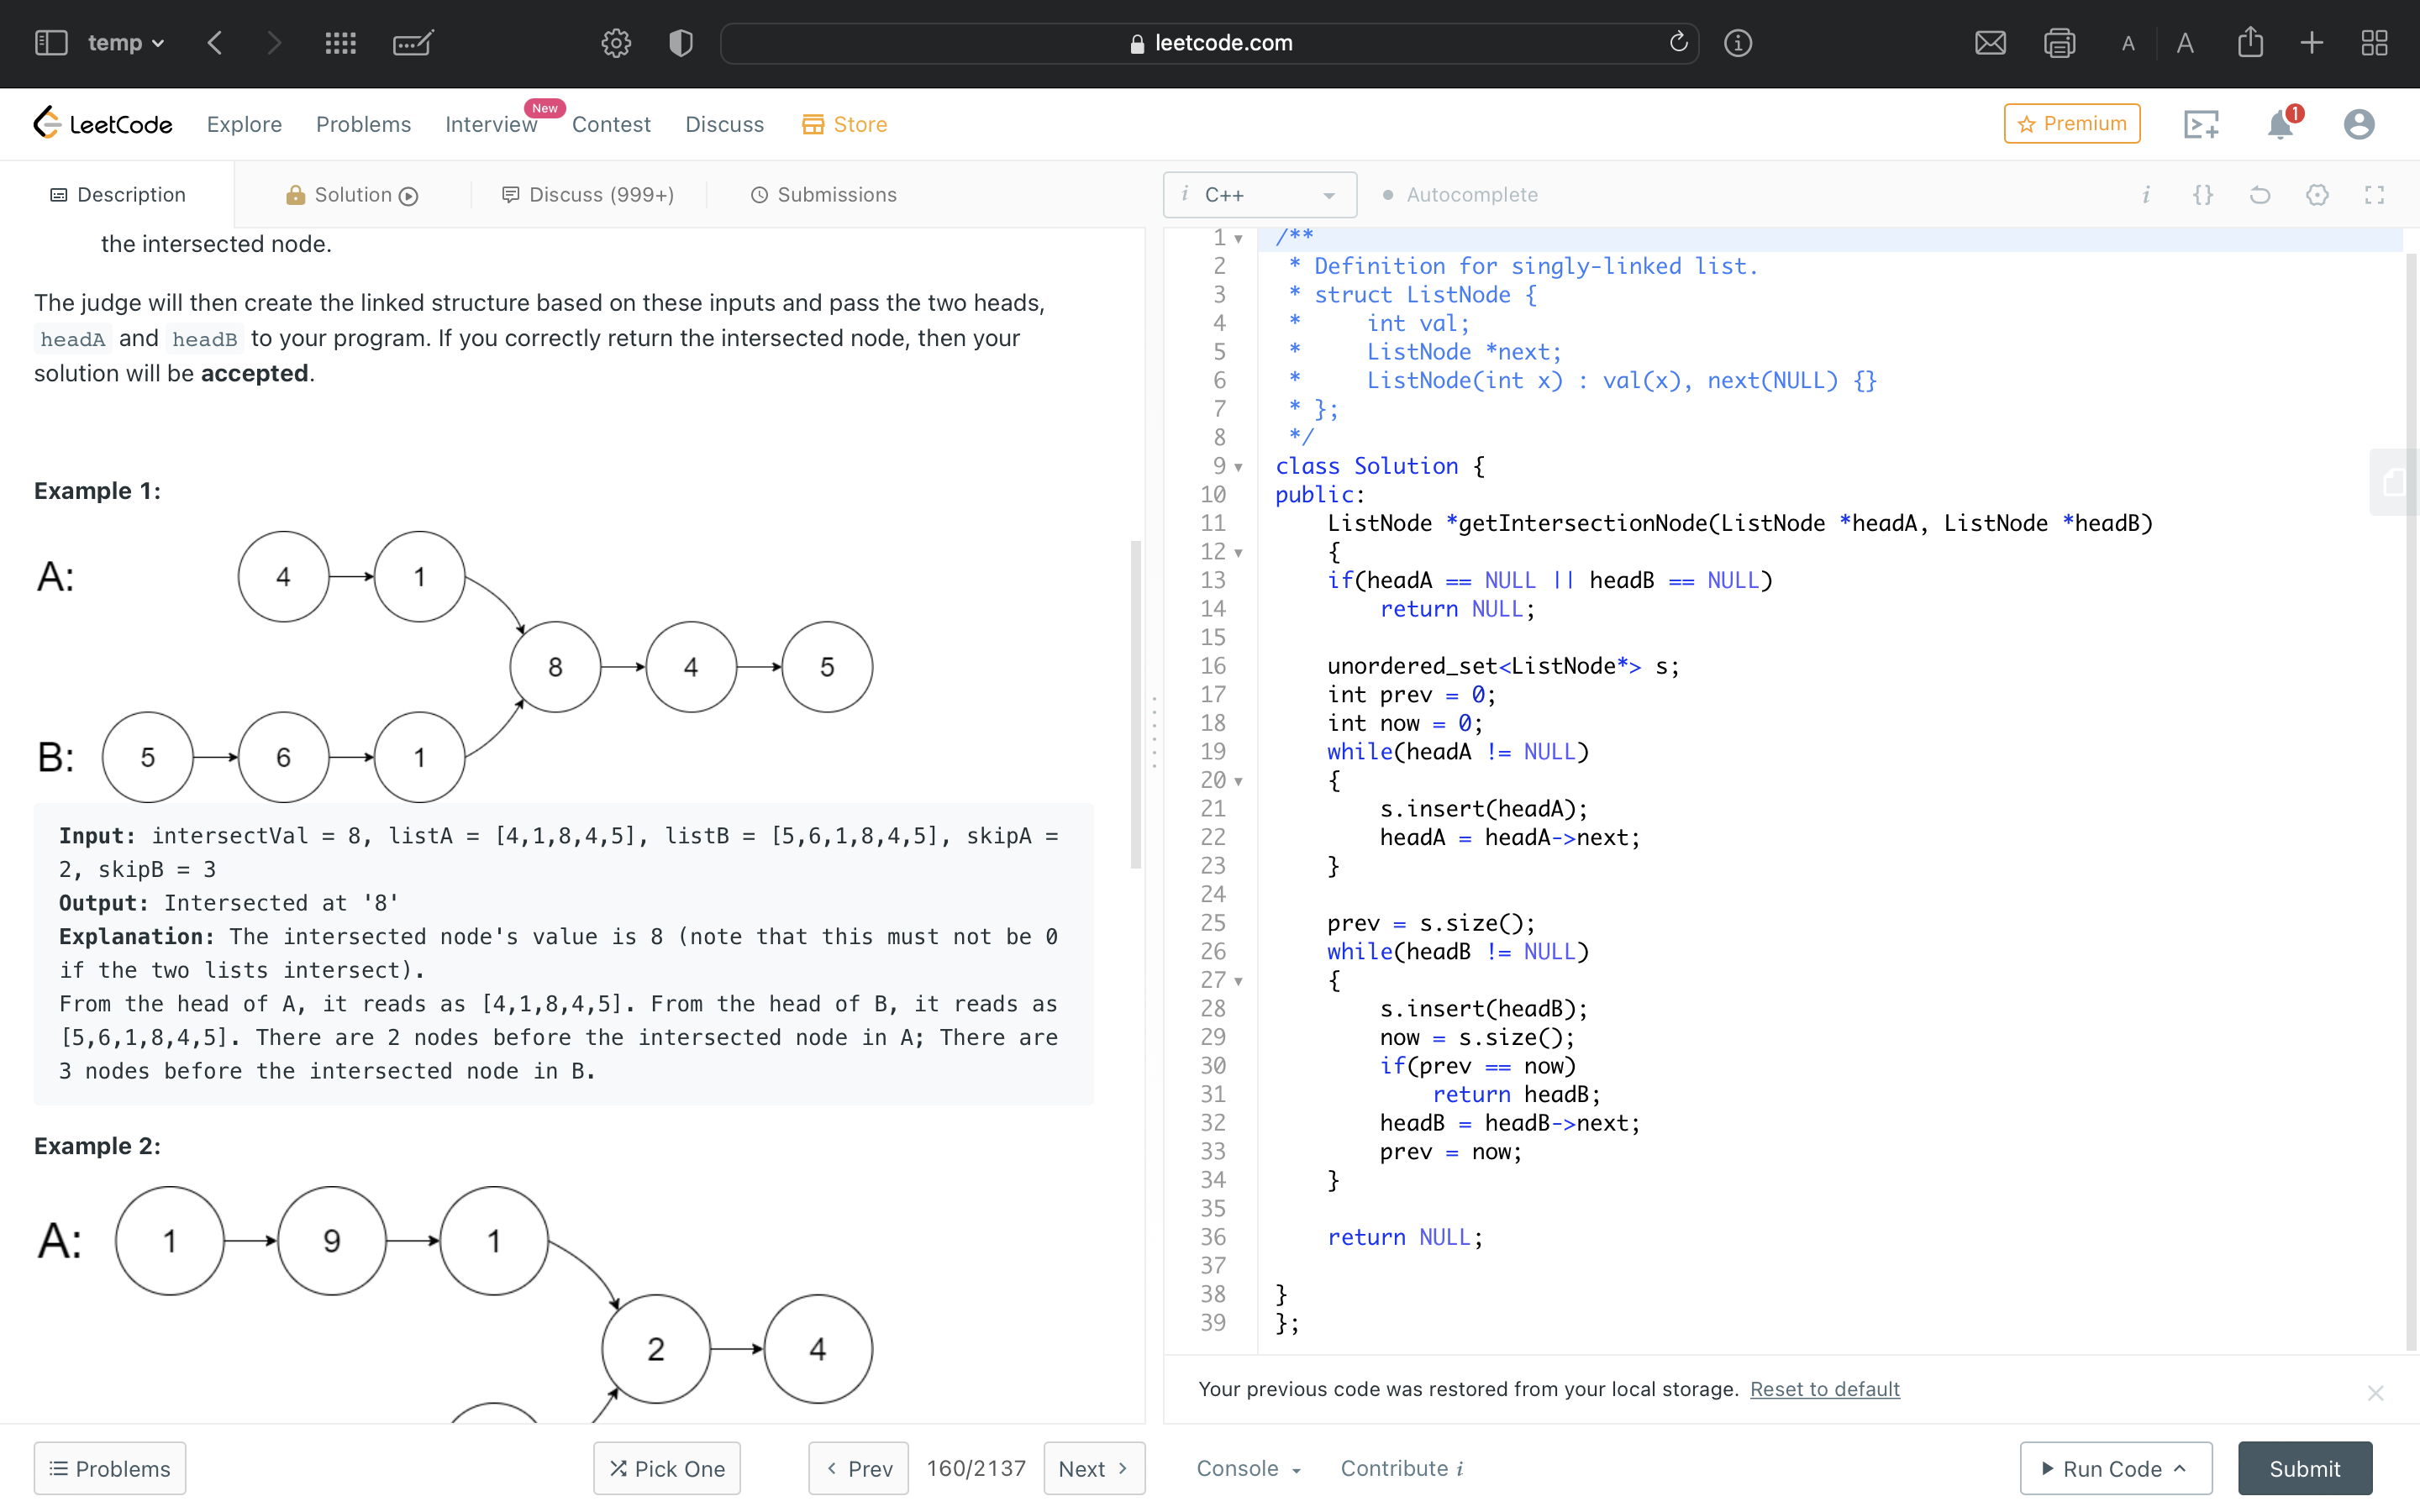 temp
leetcode.com
A A
LeetCode Explore Problems Interview New Contest Discuss Store
Premium 1
Description Solution Discuss (999+) Submissions
the intersected node.
The judge will then create the linked structure based on these inputs and pass the two heads,
headA and headB to your program. If you correctly return the intersected node, then your
solution will be accepted.
Example 1:
A: 4 1
8 4 5
B: 5 6 1
Input: intersectVal = 8, listA = [4,1,8,4,5], listB = [5,6,1,8,4,5], skipA =
2, skipB = 3
Output: Intersected at '8'
Explanation: The intersected node's value is 8 (note that this must not be 0
if the two lists intersect).
From the head of A, it reads as [4,1,8,4,5]. From the head of B, it reads as
[5,6,1,8,4,5]. There are 2 nodes before the intersected node in A; There are
3 nodes before the intersected node in B.
Example 2:
A: 1 9 1
2 4
Problems Pick One Prev 160/2137 Next
i C++ Autocomplete i {}
1 /**
2  * Definition for singly-linked list.
3  * struct ListNode {
4  *     int val;
5  *     ListNode *next;
6  *     ListNode(int x) : val(x), next(NULL) {}
7  * };
8  */
9 class Solution {
10 public:
11     ListNode *getIntersectionNode(ListNode *headA, ListNode *headB)
12     {
13     if(headA == NULL || headB == NULL)
14         return NULL;
15
16     unordered_set<ListNode*> s;
17     int prev = 0;
18     int now = 0;
19     while(headA != NULL)
20     {
21         s.insert(headA);
22         headA = headA->next;
23     }
24
25     prev = s.size();
26     while(headB != NULL)
27     {
28         s.insert(headB);
29         now = s.size();
30         if(prev == now)
31             return headB;
32         headB = headB->next;
33         prev = now;
34     }
35
36     return NULL;
37
38 }
39 };
Your previous code was restored from your local storage. Reset to default
Console Contribute i Run Code Submit